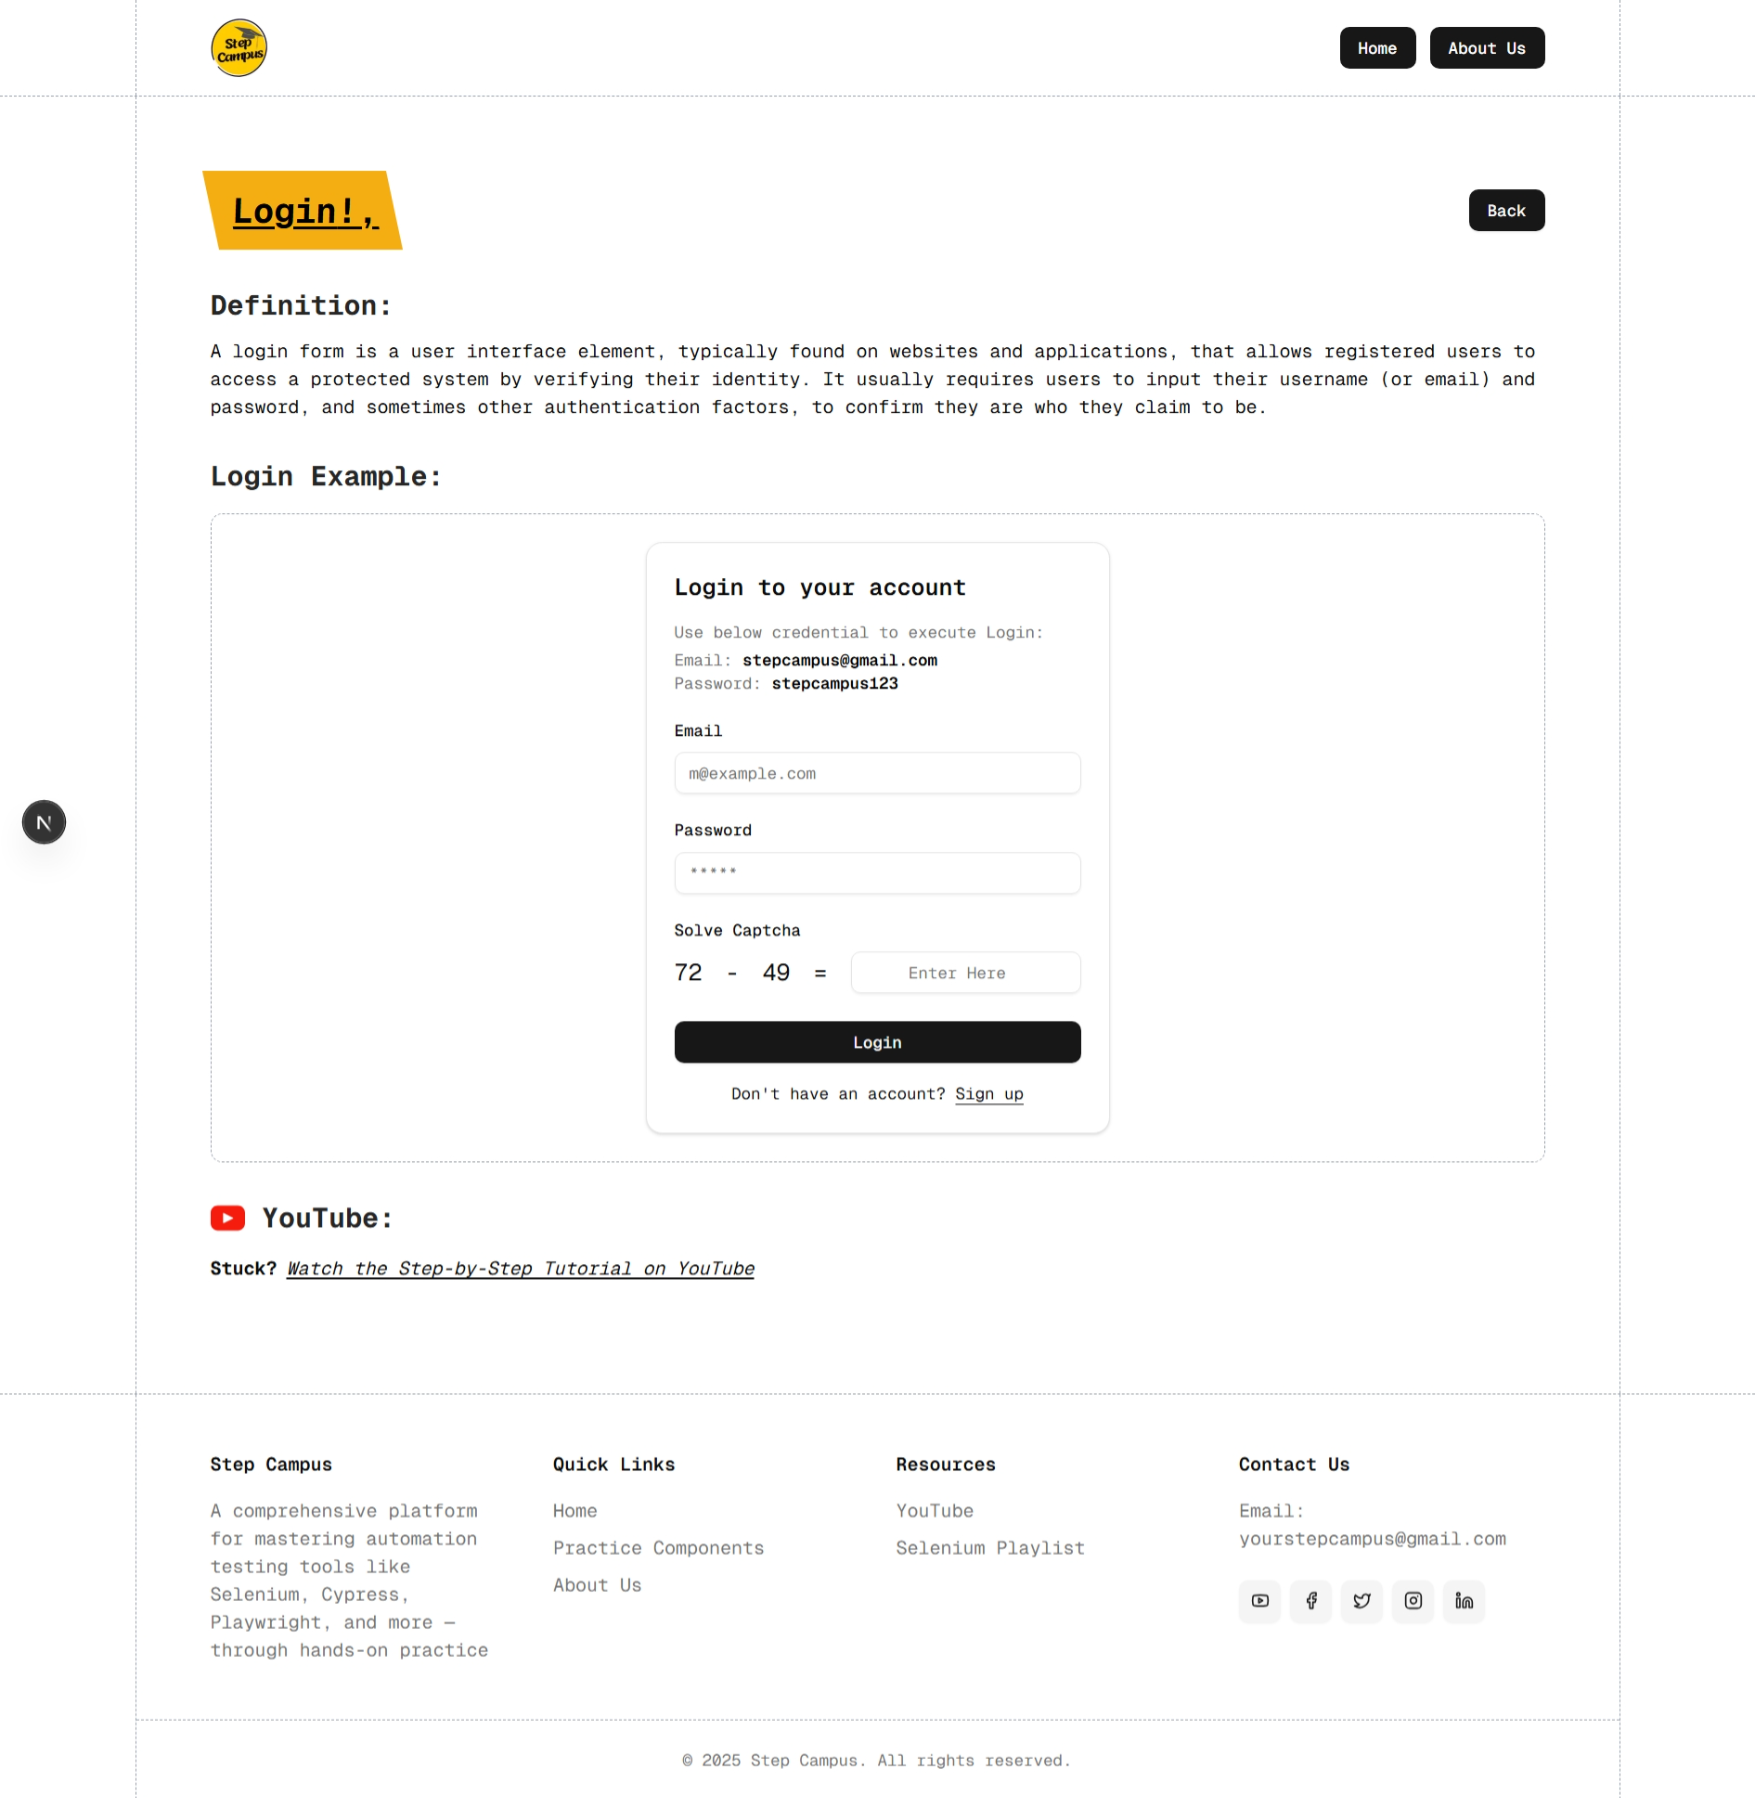 Step
Campus
Home
About Us
Login!,
Back
Definition:
A login form is a user interface element, typically found on websites and applications, that allows registered users to
access a protected system by verifying their identity. It usually requires users to input their username (or email) and
password, and sometimes other authentication factors, to confirm they are who they claim to be.
Login Example:
Login to your account
Use below credential to execute Login:
Email: stepcampus@gmail.com
Password: stepcampus123
Email
m@example.com
Password
*****
Solve Captcha
72 - 49 =
Enter Here
Login
Don't have an account? Sign up
N
YouTube:
Stuck? Watch the Step-by-Step Tutorial on YouTube
Step Campus
A comprehensive platform
for mastering automation
testing tools like
Selenium, Cypress,
Playwright, and more —
through hands-on practice
Quick Links
Home
Practice Components
About Us
Resources
YouTube
Selenium Playlist
Contact Us
Email:
yourstepcampus@gmail.com
© 2025 Step Campus. All rights reserved.